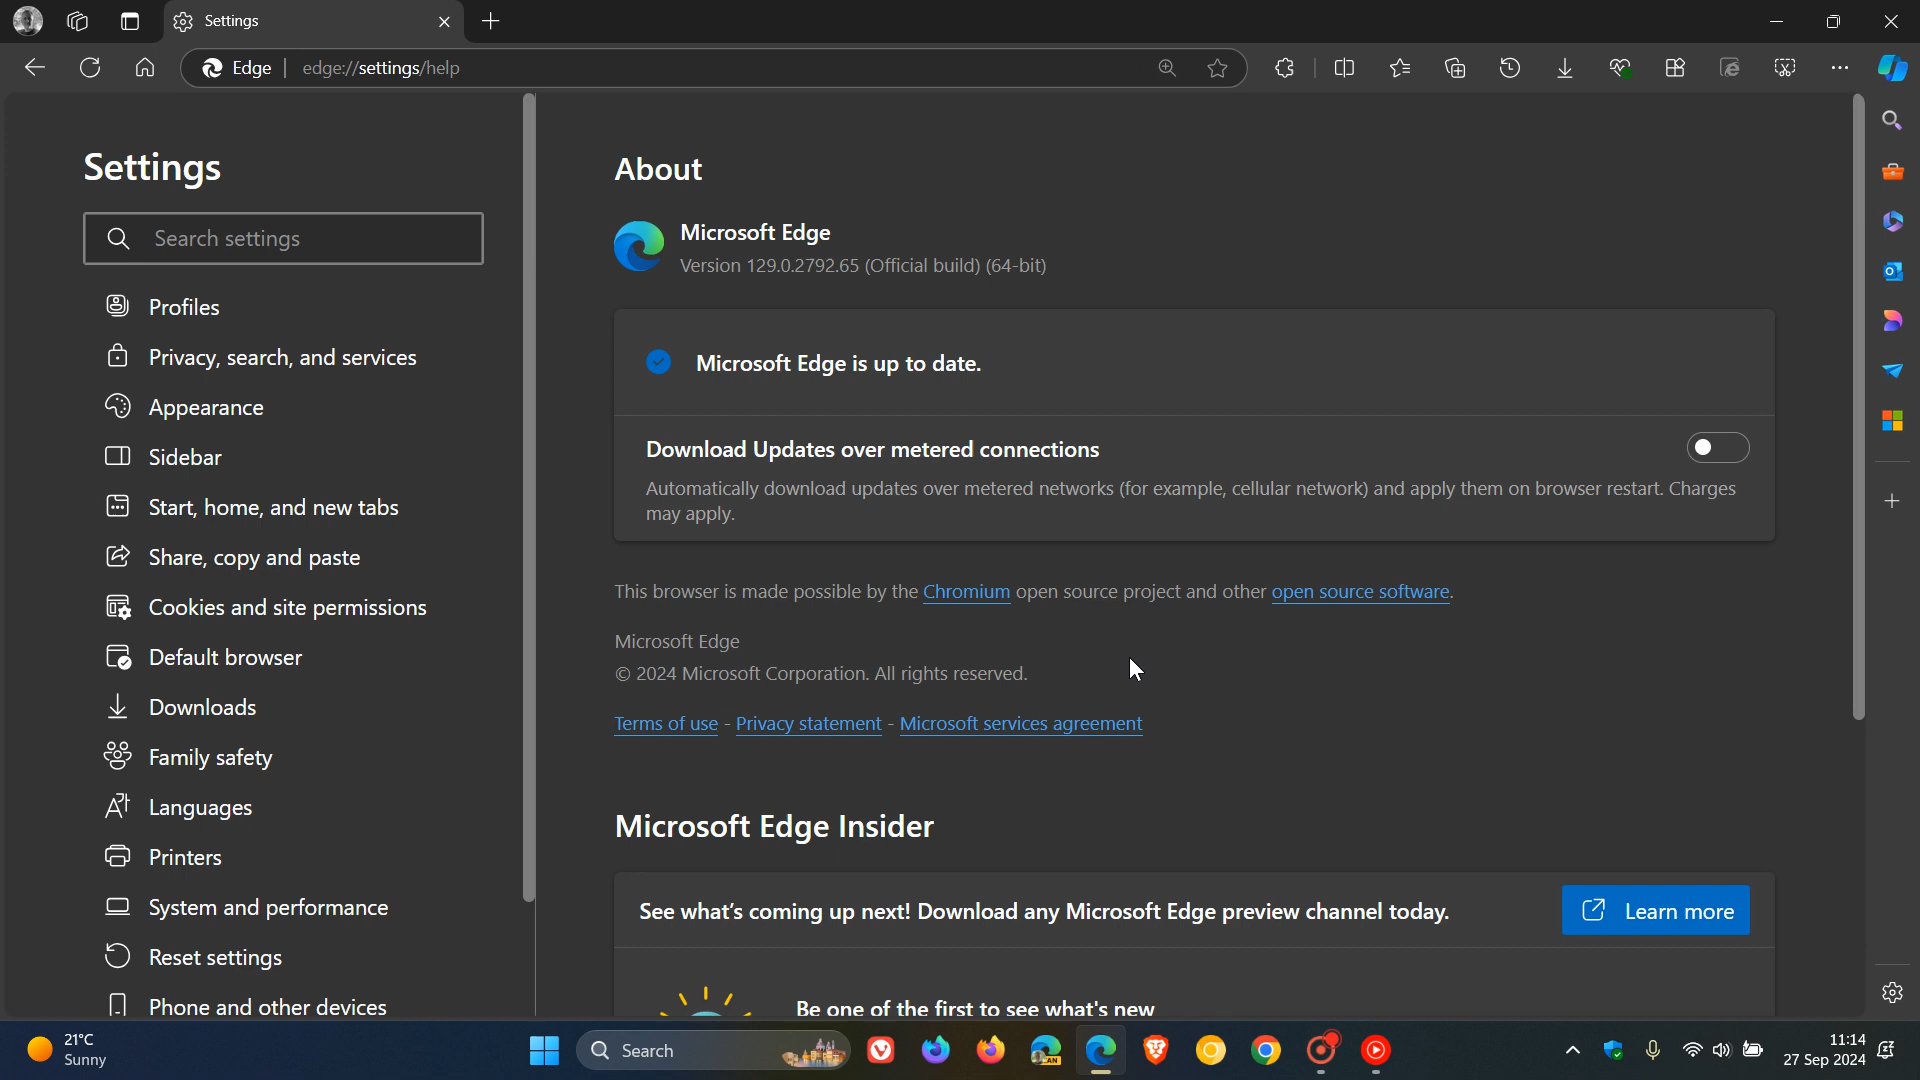 Settings
Edge
edge://settings/help
Settings
Search settings
Profiles
Privacy, search, and services
Appearance
Sidebar
Start, home, and new tabs
Share, copy and paste
Cookies and site permissions
Default browser
Downloads
Family safety
Languages
Printers
System and performance
Reset settings
Phone and other devices
About
Microsoft Edge
Version 129.0.2792.65 (Official build) (64-bit)
Microsoft Edge is up to date.
Download Updates over metered connections
Automatically download updates over metered networks (for example, cellular network) and apply them on browser restart. Charges
may apply.
This browser is made possible by the Chromium open source project and other open source software.
Microsoft Edge
© 2024 Microsoft Corporation. All rights reserved.
Terms of use - Privacy statement - Microsoft services agreement
Microsoft Edge Insider
See what's coming up next! Download any Microsoft Edge preview channel today.
Learn more
Be one of the first to see what's new
21°C
Sunny
Search
11:14
27 Sep 2024